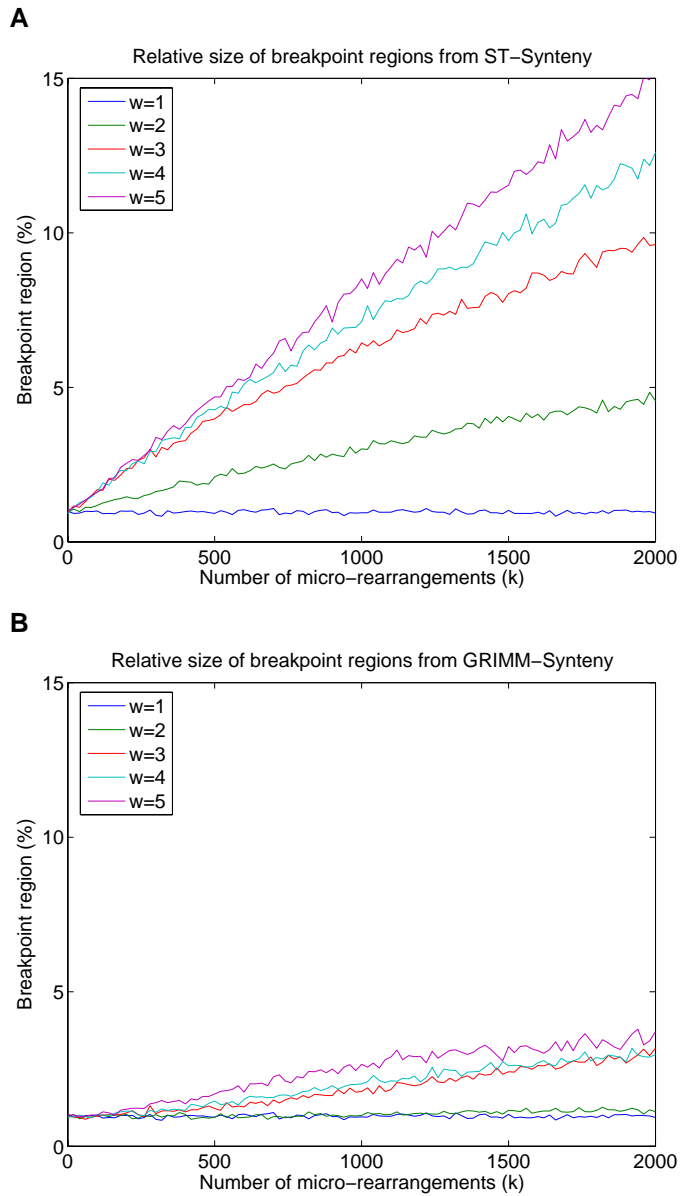 A
Relative size of breakpoint regions from ST−Synteny
15
w=1
w=2
w=3
w=4
w=5
10
Breakpoint region (%)
5
0
0 500 1000 1500 2000
Number of micro−rearrangements (k)
B
Relative size of breakpoint regions from GRIMM−Synteny
15
w=1
w=2
w=3
w=4
w=5
10
Breakpoint region (%)
5
0
0 500 1000 1500 2000
Number of micro−rearrangements (k)